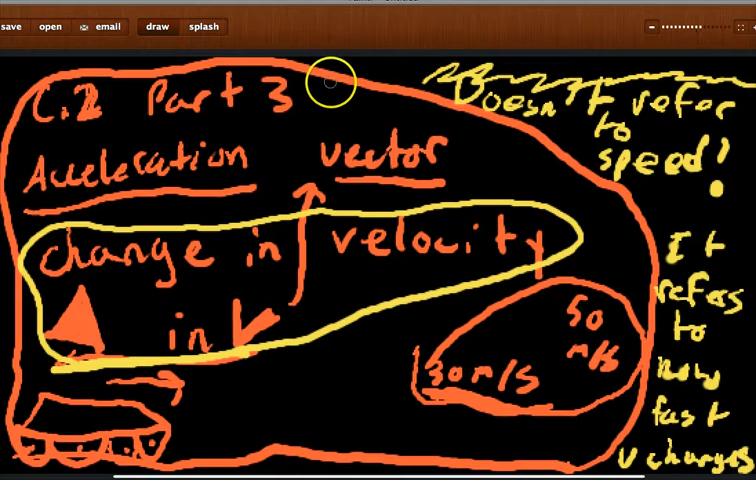 save open email draw splash
C.2 Part 3
Acceleration vector
change in velocity
in V
30 m/s
50
m/s
Doesn't refer
to
speed!
It
refers
to
how
fast
v changes